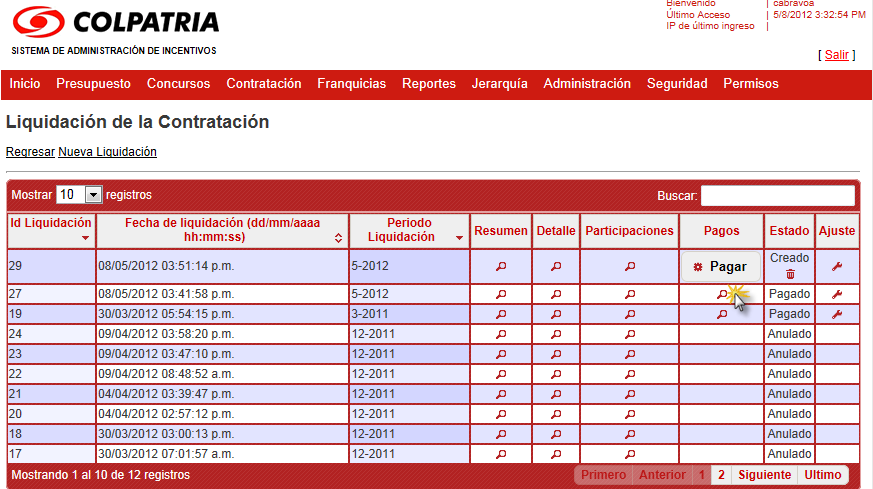 Bienvenido | cabravoa
COLPATRIA
Último Acceso | 5/8/2012 3:32:54 PM
IP de último ingreso |
SISTEMA DE ADMINISTRACIÓN DE INCENTIVOS
[ Salir ]
Inicio Presupuesto Concursos Contratación Franquicias Reportes Jerarquía Administración Seguridad Permisos
Liquidación de la Contratación
Regresar Nueva Liquidación
Mostrar 10 registros Buscar:
Id Liquidación Fecha de liquidación (dd/mm/aaaa hh:mm:ss) Periodo Liquidación Resumen Detalle Participaciones Pagos Estado Ajuste
29 08/05/2012 03:51:14 p.m. 5-2012 Pagar Creado
27 08/05/2012 03:41:58 p.m. 5-2012 Pagado
19 30/03/2012 05:54:15 p.m. 3-2011 Pagado
24 09/04/2012 03:58:20 p.m. 12-2011 Anulado
23 09/04/2012 03:47:10 p.m. 12-2011 Anulado
22 09/04/2012 08:48:52 a.m. 12-2011 Anulado
21 04/04/2012 03:39:47 p.m. 12-2011 Anulado
20 04/04/2012 02:57:12 p.m. 12-2011 Anulado
18 30/03/2012 03:00:13 p.m. 12-2011 Anulado
17 30/03/2012 07:01:57 a.m. 12-2011 Anulado
Mostrando 1 al 10 de 12 registros Primero Anterior 1 2 Siguiente Ultimo